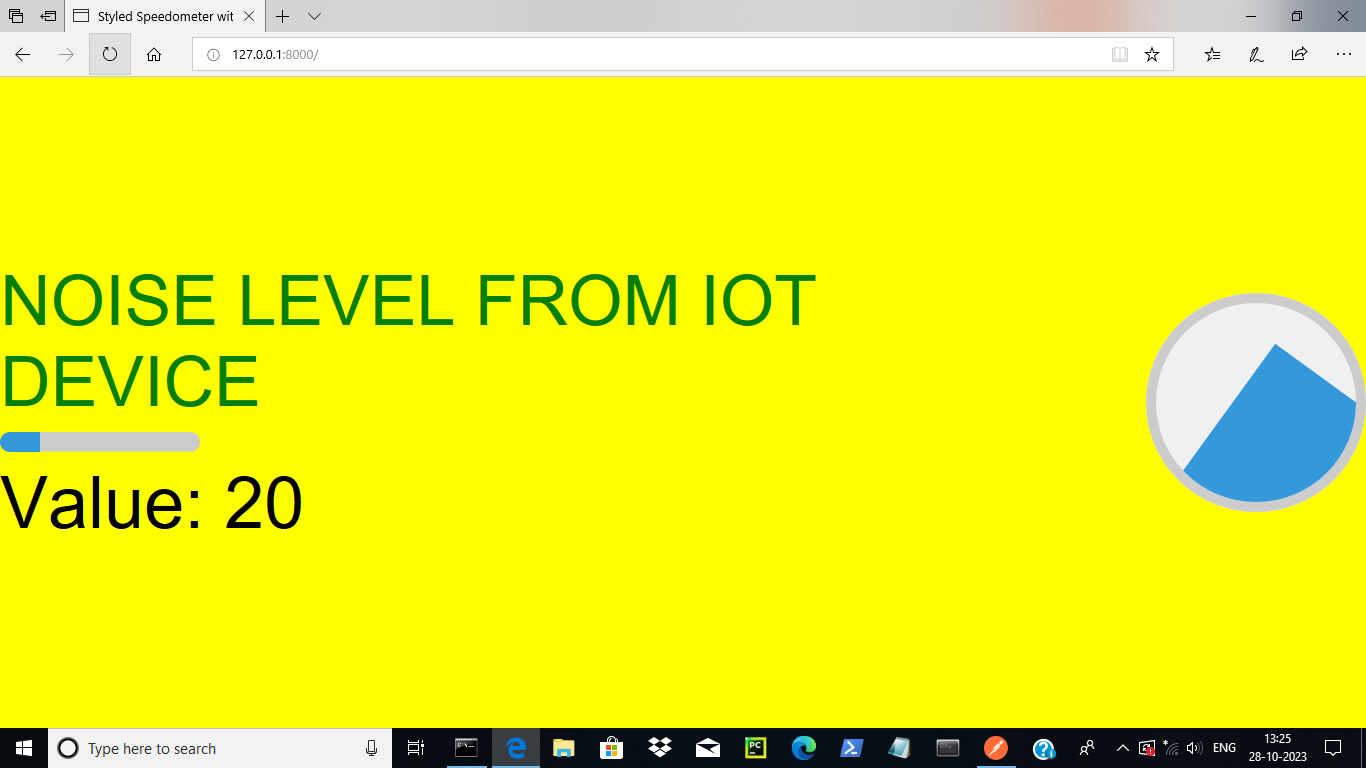 Styled Speedometer wit
127.0.0.1:8000/
NOISE LEVEL FROM IOT
DEVICE
Value: 20
Type here to search
PC
ENG
13:25
28-10-2023